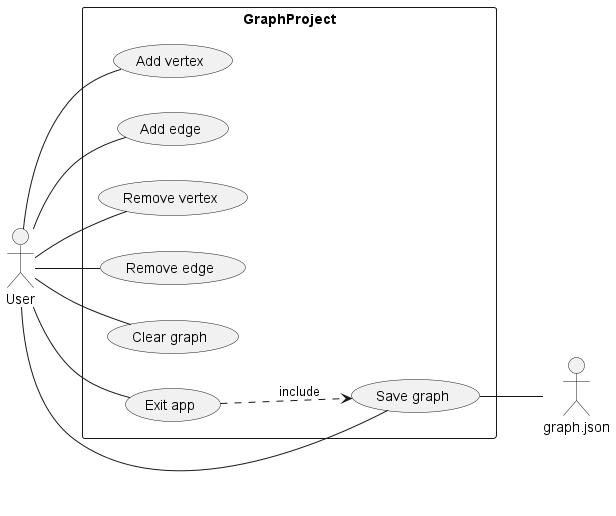 GraphProject
Add vertex
Add edge
Remove vertex
User
Remove edge
Clear graph
Exit app
include
Save graph
graph.json